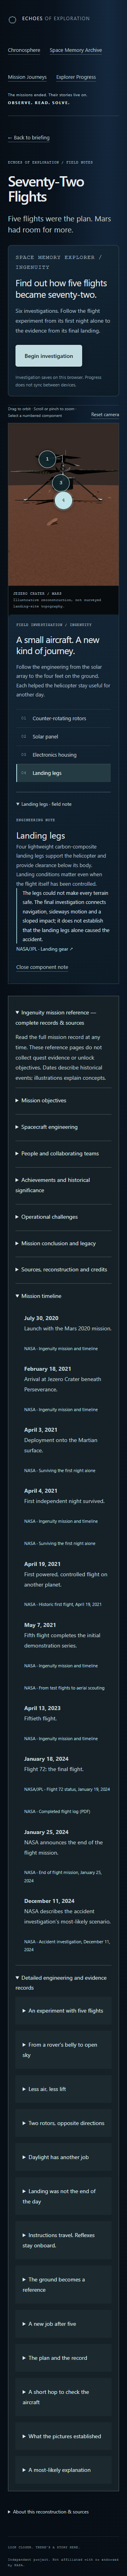 ECHOES OF EXPLORATION
Chronosphere Space Memory Archive
Mission Journeys Explorer Progress
The missions ended. Their stories live on.
OBSERVE. READ. SOLVE.
← Back to briefing
ECHOES OF EXPLORATION / FIELD NOTES
Seventy-Two
Flights
Five flights were the plan. Mars
had room for more.
SPACE MEMORY EXPLORER /
INGENUITY
Find out how five flights
became seventy-two.
Six investigations. Follow the flight
experiment from its first night alone to
the evidence from its final landing.
Begin investigation
Investigation saves on this browser. Progress
does not sync between devices.
Drag to orbit · Scroll or pinch to zoom ·
Select a numbered component
Reset camera
1
3
4
JEZERO CRATER / MARS
Illustrative reconstruction, not surveyed
landing-site topography.
FIELD INVESTIGATION / INGENUITY
A small aircraft. A new
kind of journey.
Follow the engineering from the solar
array to the four feet on the ground.
Each helped the helicopter stay useful for
another day.
01 Counter-rotating rotors
02 Solar panel
03 Electronics housing
04 Landing legs
▼ Landing legs · field note
ENGINEERING NOTE
Landing legs
Four lightweight carbon composite
landing legs support the helicopter and
provide clearance below its body.
Landing conditions matter even when
the flight itself has been controlled.
The legs could not make every terrain
safe. The final investigation connects
navigation, sideways motion and a
sloped impact; it does not establish
that the landing legs alone caused the
accident.
NASA/JPL · Landing gear ↗
Close component note
▼ Ingenuity mission reference —
complete records & sources
Read the full mission record at any
time. These reference pages do not
collect quest evidence or unlock
objectives. Dates describe historical
events; illustrations explain concepts.
▶ Mission objectives
▶ Spacecraft engineering
▶ People and collaborating teams
▶ Achievements and historical
significance
▶ Operational challenges
▶ Mission conclusion and legacy
▶ Sources, reconstruction and credits
▼ Mission timeline
July 30, 2020
Launch with the Mars 2020 mission.
NASA · Ingenuity mission and timeline
February 18, 2021
Arrival at Jezero Crater beneath
Perseverance.
NASA · Ingenuity mission and timeline
April 3, 2021
Deployment onto the Martian
surface.
NASA · Surviving the first night alone
April 4, 2021
First independent night survived.
NASA · Ingenuity mission and timeline
NASA · Surviving the first night alone
April 19, 2021
First powered, controlled flight on
another planet.
NASA · Historic first flight, April 19, 2021
May 7, 2021
Fifth flight completes the initial
demonstration series.
NASA · Ingenuity mission and timeline
NASA · From test flights to aerial scouting
April 13, 2023
Fiftieth flight.
NASA · Ingenuity mission and timeline
January 18, 2024
Flight 72: the final flight.
NASA/JPL · Flight 72 status, January 19, 2024
NASA · Completed flight log (PDF)
January 25, 2024
NASA announces the end of the
flight mission.
NASA · End of flight mission, January 25,
2024
December 11, 2024
NASA describes the accident
investigation's most-likely scenario.
NASA · Accident investigation, December 11,
2024
▼ Detailed engineering and evidence
records
▶ An experiment with five flights
▶ From a rover's belly to open
sky
▶ Less air, less lift
▶ Two rotors, opposite directions
▶ Daylight has another job
▶ Landing was not the end of
the day
▶ Instructions travel. Reflexes
stay onboard.
▶ The ground becomes a
reference
▶ A new job after five
▶ The plan and the record
▶ A short hop to check the
aircraft
▶ What the pictures established
▶ A most-likely explanation
▶ About this reconstruction & sources
LOOK CLOSER. THERE'S A STORY HERE.
Independent project. Not affiliated with or endorsed
by NASA.